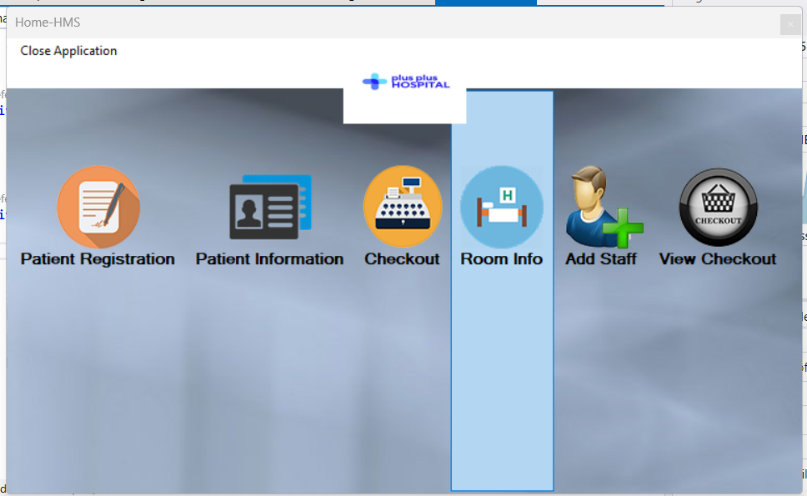 Home-HMS
Close Application
plus plus
HOSPITAL
H
CHECKOUT
Patient Registration
Patient Information
Checkout
Room Info
Add Staff
View Checkout